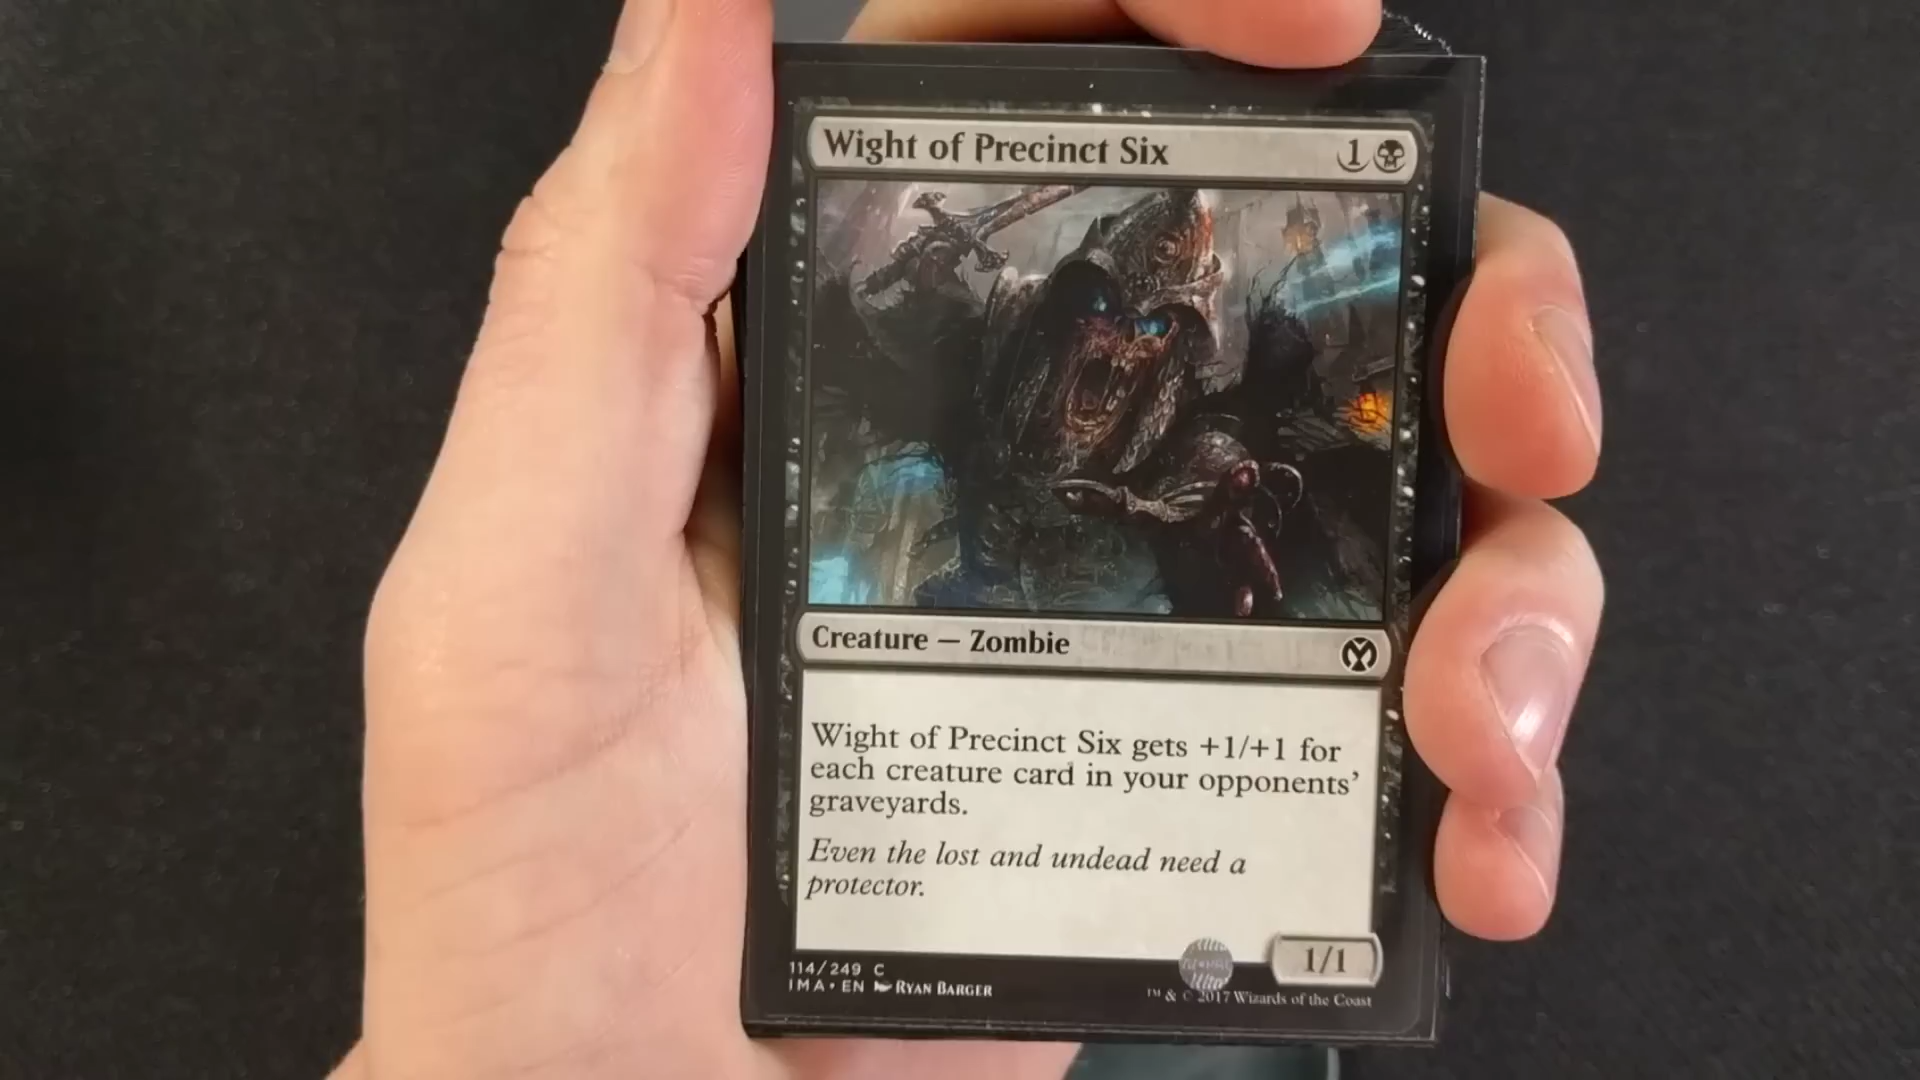 Wight of Precinct Six 1
Creature — Zombie
Wight of Precinct Six gets +1/+1 for
each creature card in your opponents'
graveyards.
Even the lost and undead need a
protector.
1/1
114/249 C
IMA • EN RYAN BARGER
™ & © 2017 Wizards of the Coast